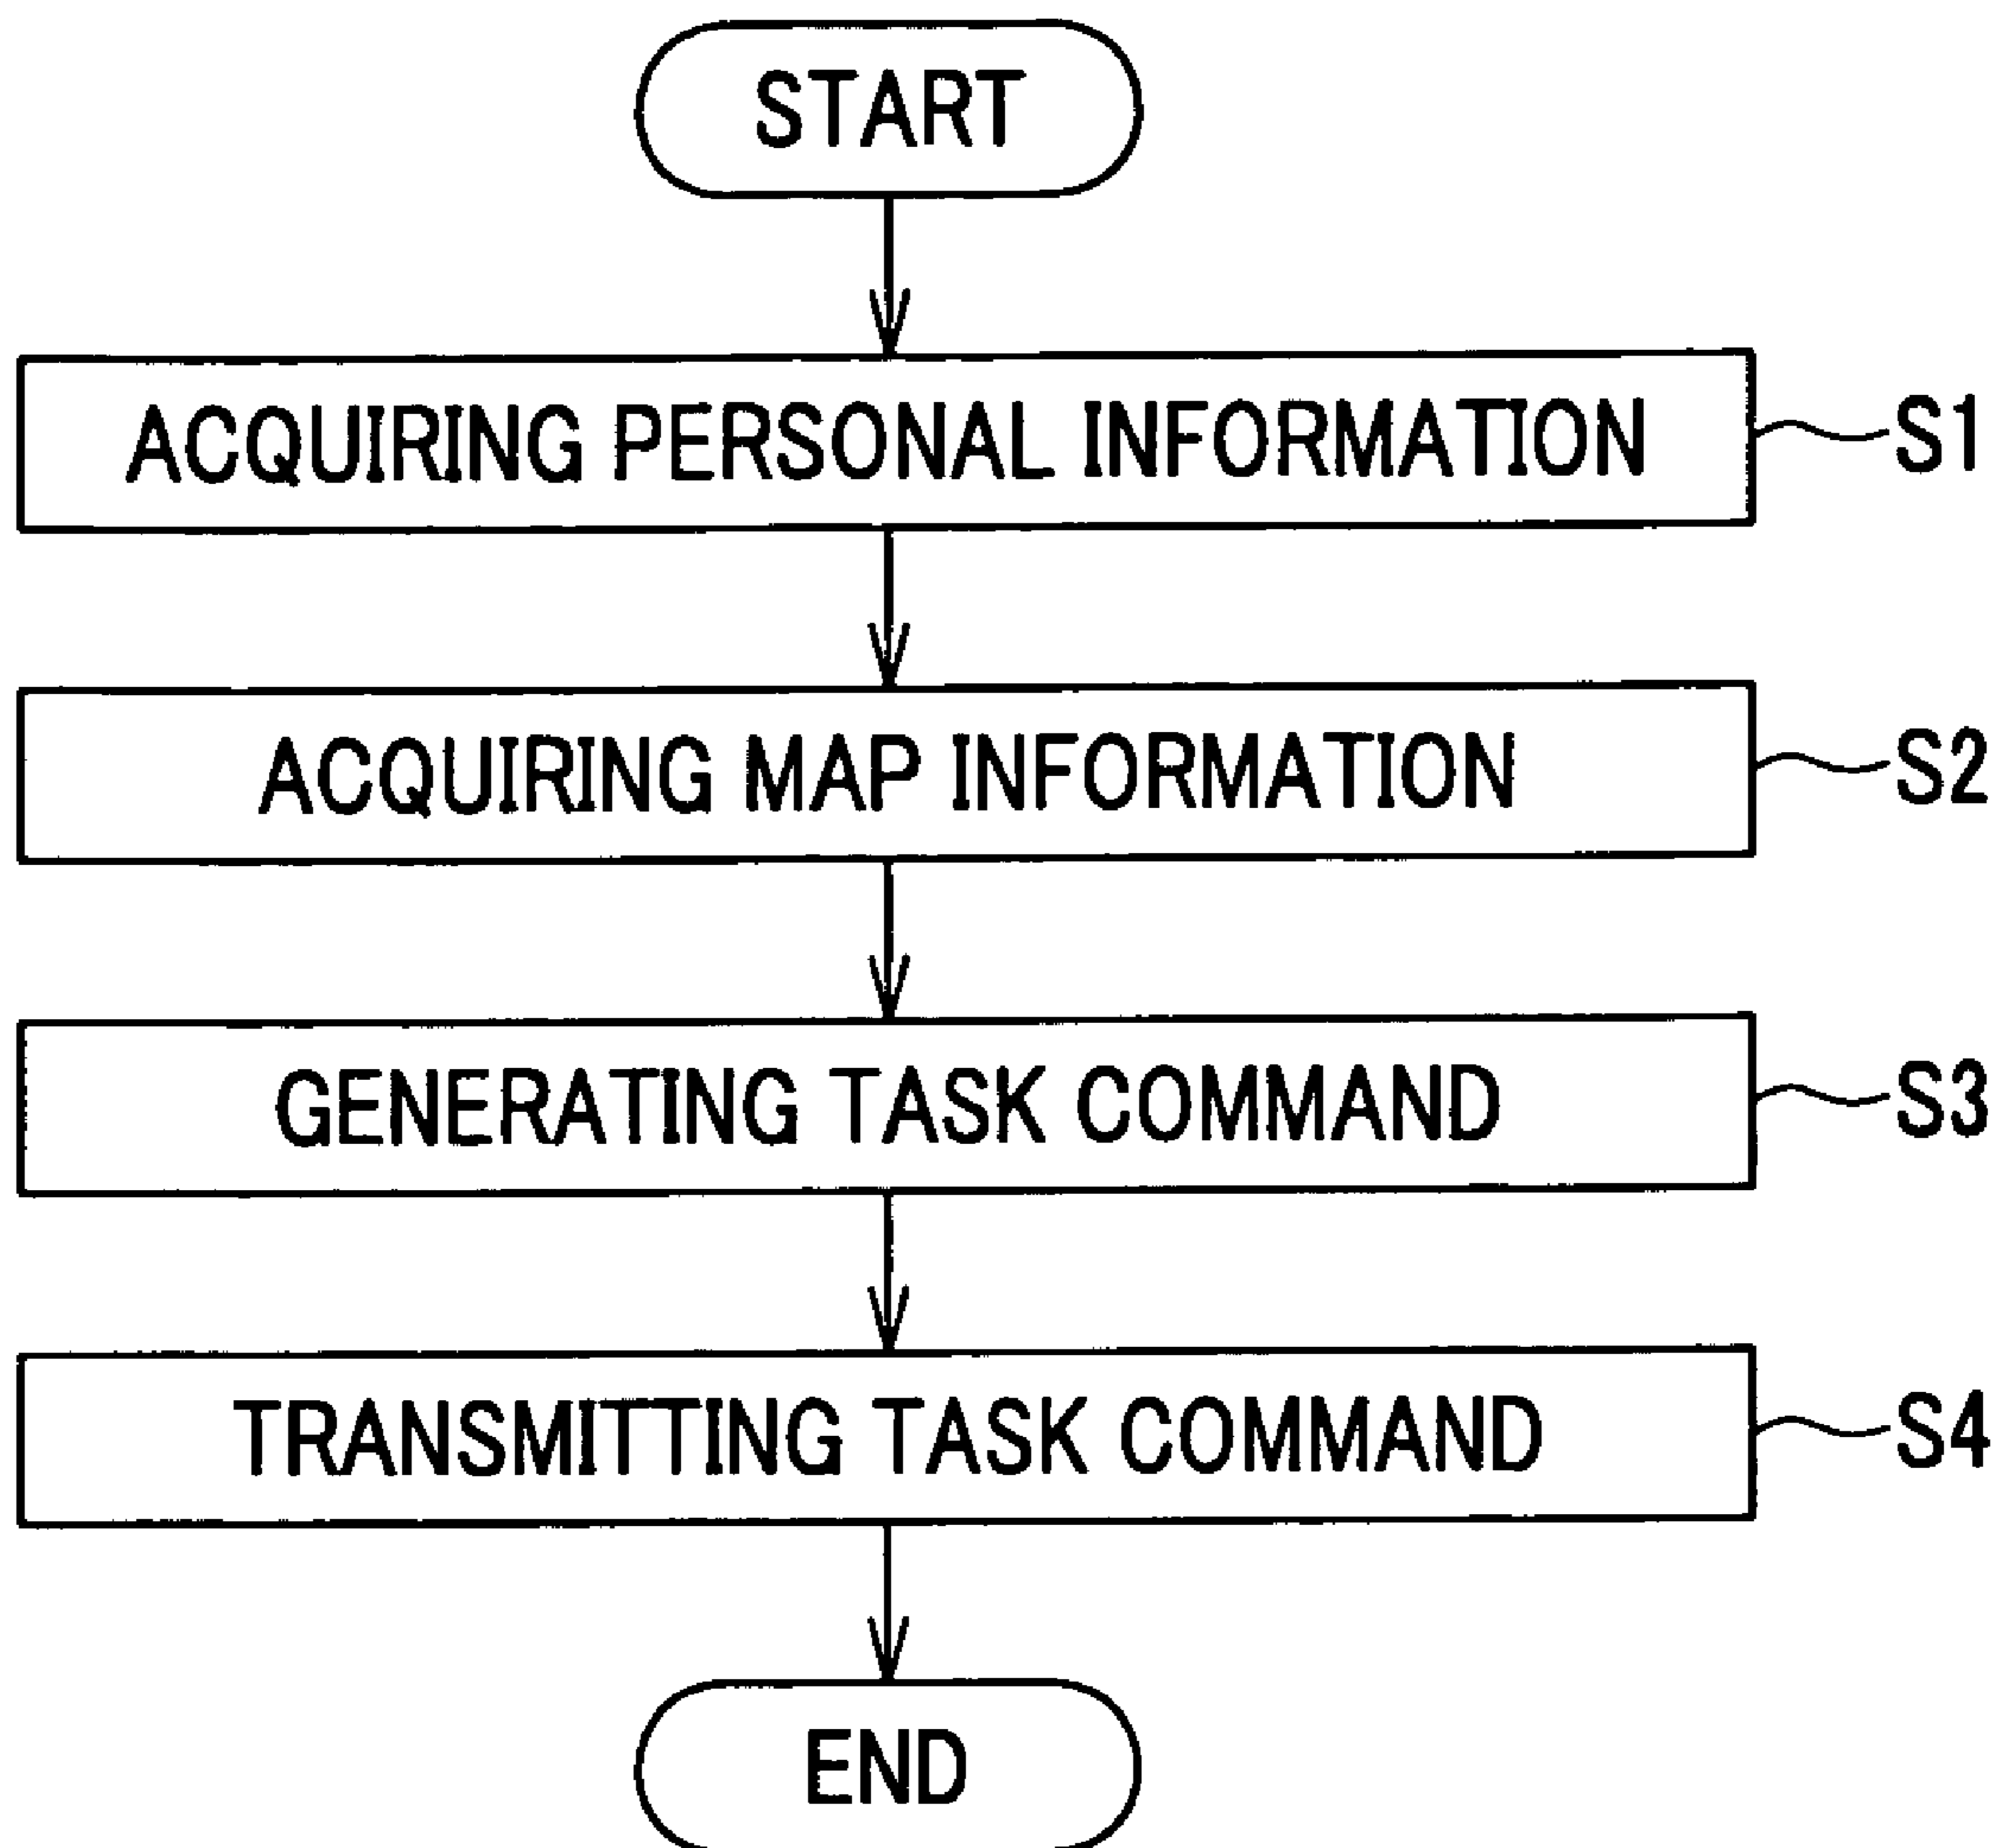 START
ACQUIRING PERSONAL INFORMATION S1
ACQUIRING MAP INFORMATION S2
GENERATING TASK COMMAND S3
TRANSMITTING TASK COMMAND S4
END